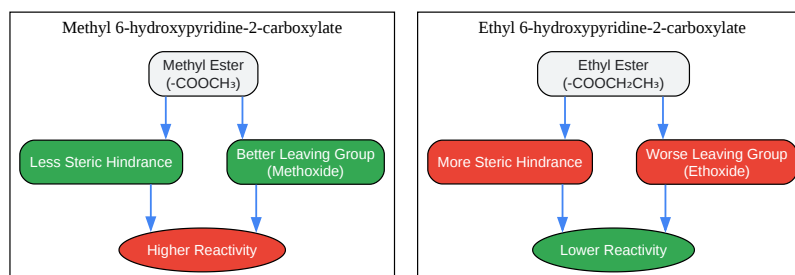 Methyl 6-hydroxypyridine-2-carboxylate
Methyl Ester
(-COOCH₃)
Less Steric Hindrance
Better Leaving Group
(Methoxide)
Higher Reactivity
Ethyl 6-hydroxypyridine-2-carboxylate
Ethyl Ester
(-COOCH₂CH₃)
More Steric Hindrance
Worse Leaving Group
(Ethoxide)
Lower Reactivity